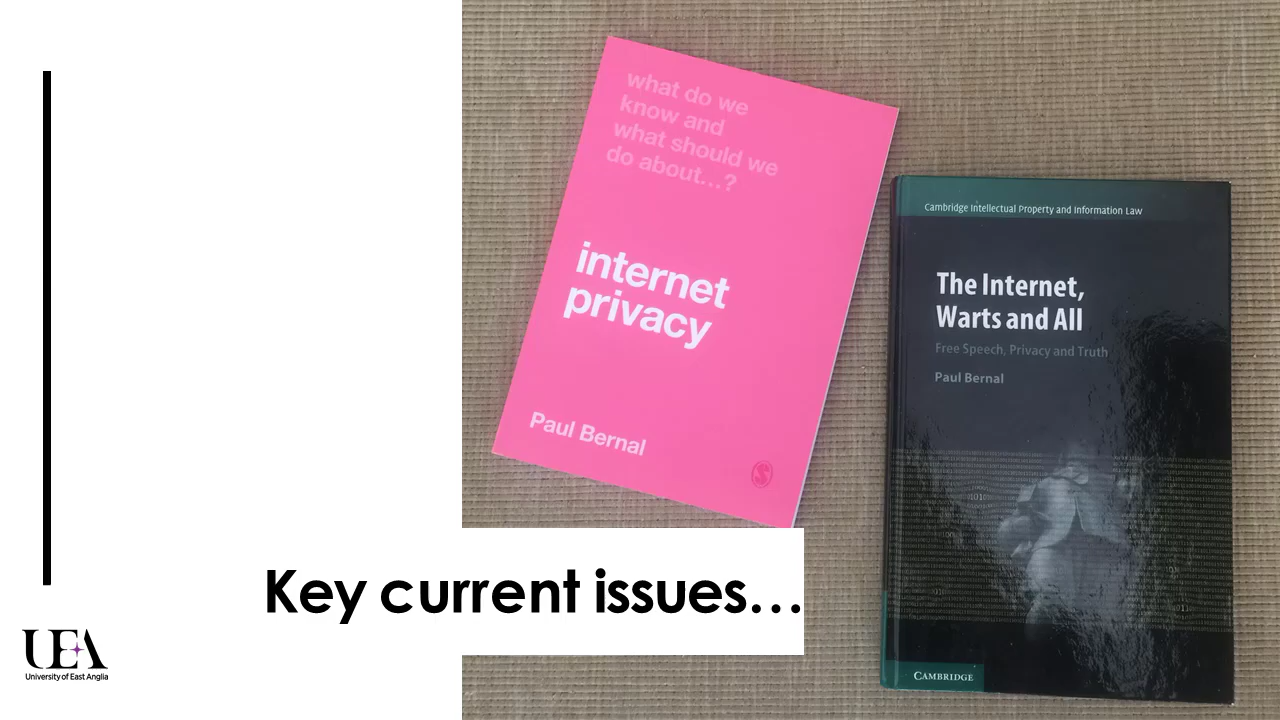 what do we
know and
what should we
do about...?
internet
privacy
Paul Bernal
Cambridge Intellectual Property and Information Law
The Internet,
Warts and All
Free Speech, Privacy and Truth
Paul Bernal
CAMBRIDGE
Key current issues...
UEA
University of East Anglia